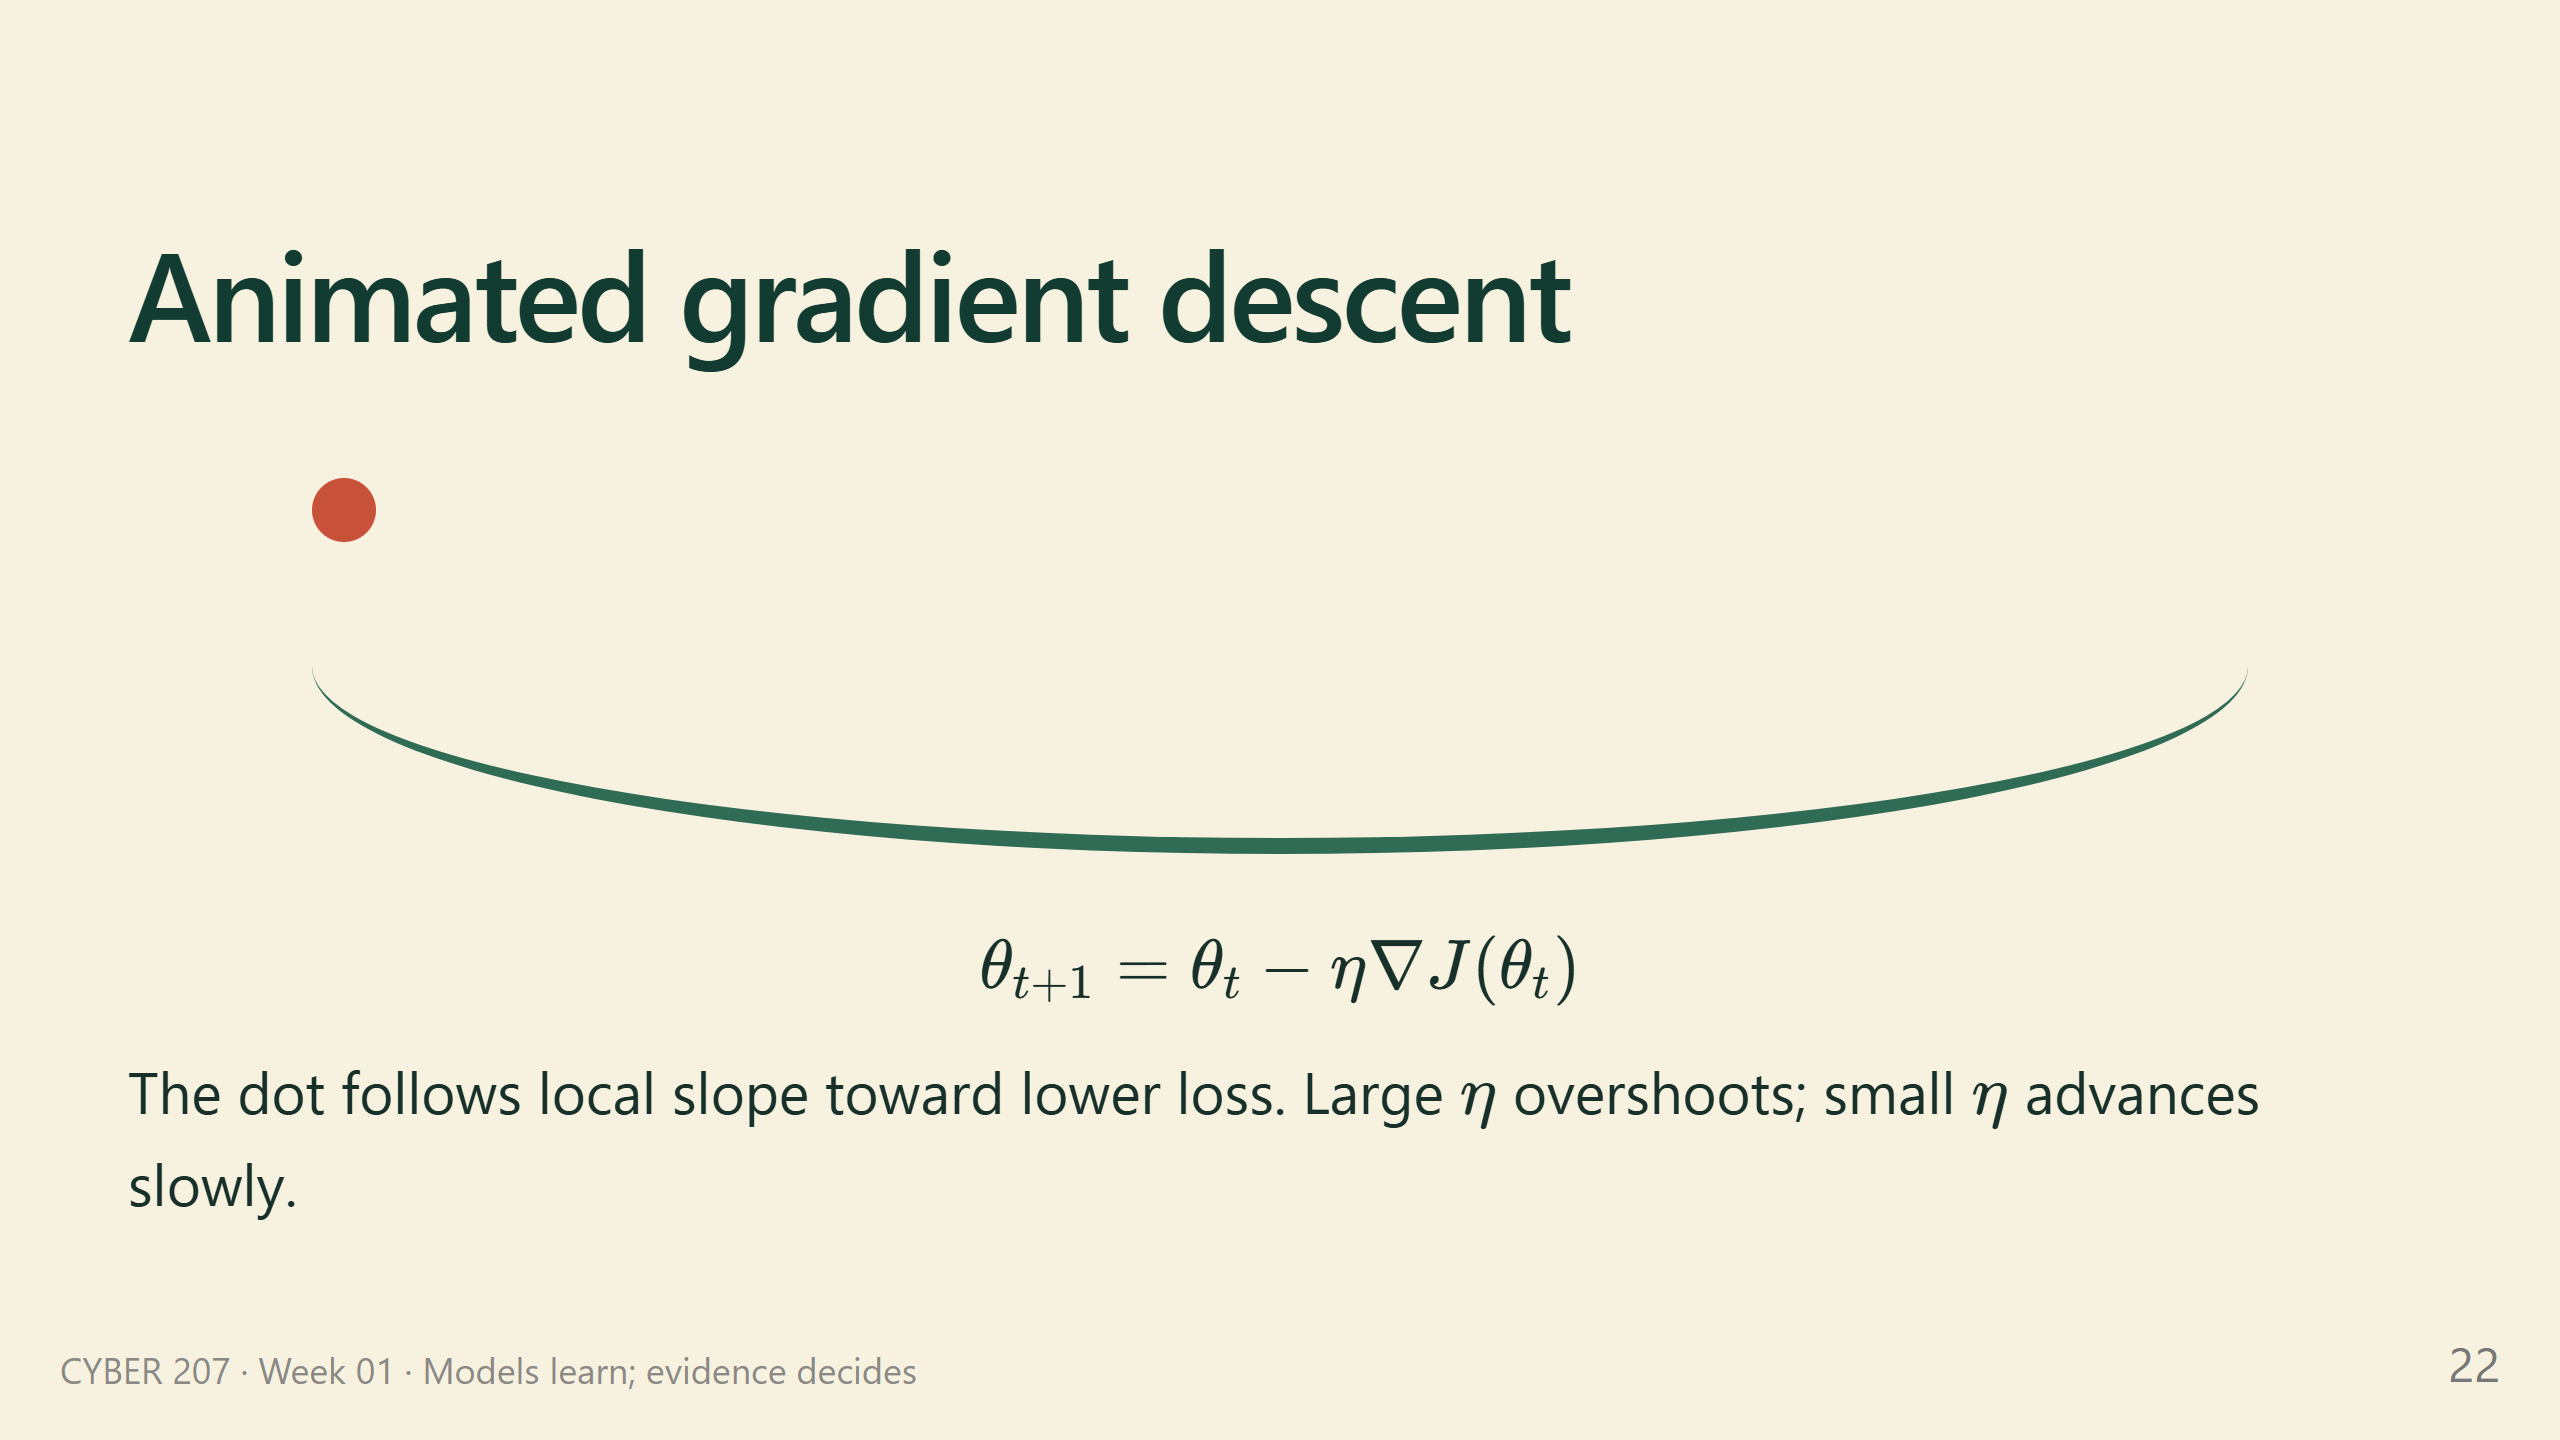 Animated gradient descent
θ_{t+1} = θ_t − η∇J(θ_t)
The dot follows local slope toward lower loss. Large η overshoots; small η advances
slowly.
CYBER 207 · Week 01 · Models learn; evidence decides
22